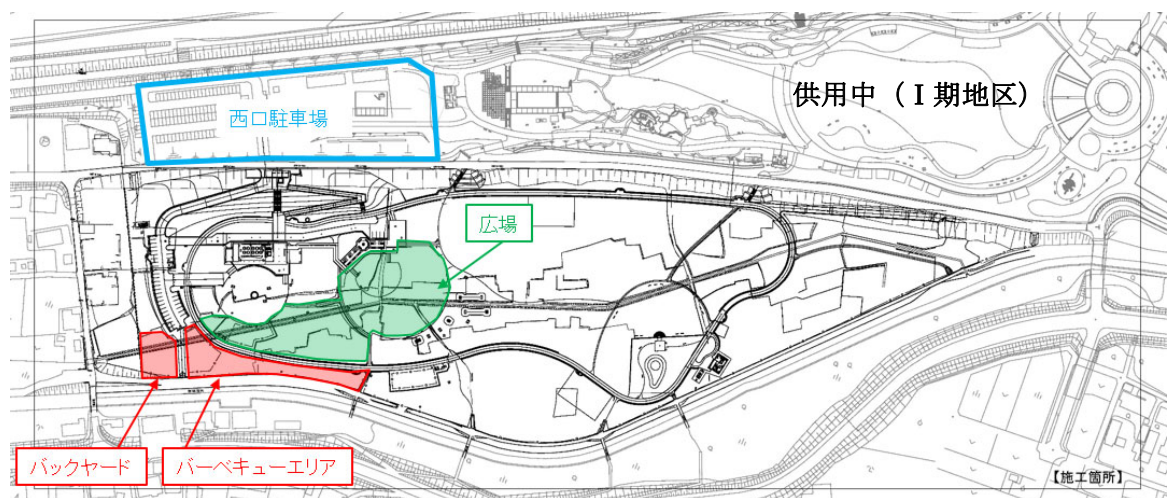 供用中（Ⅰ期地区）
西口駐車場
広場
バックヤード
バーベキューエリア
【施工箇所】